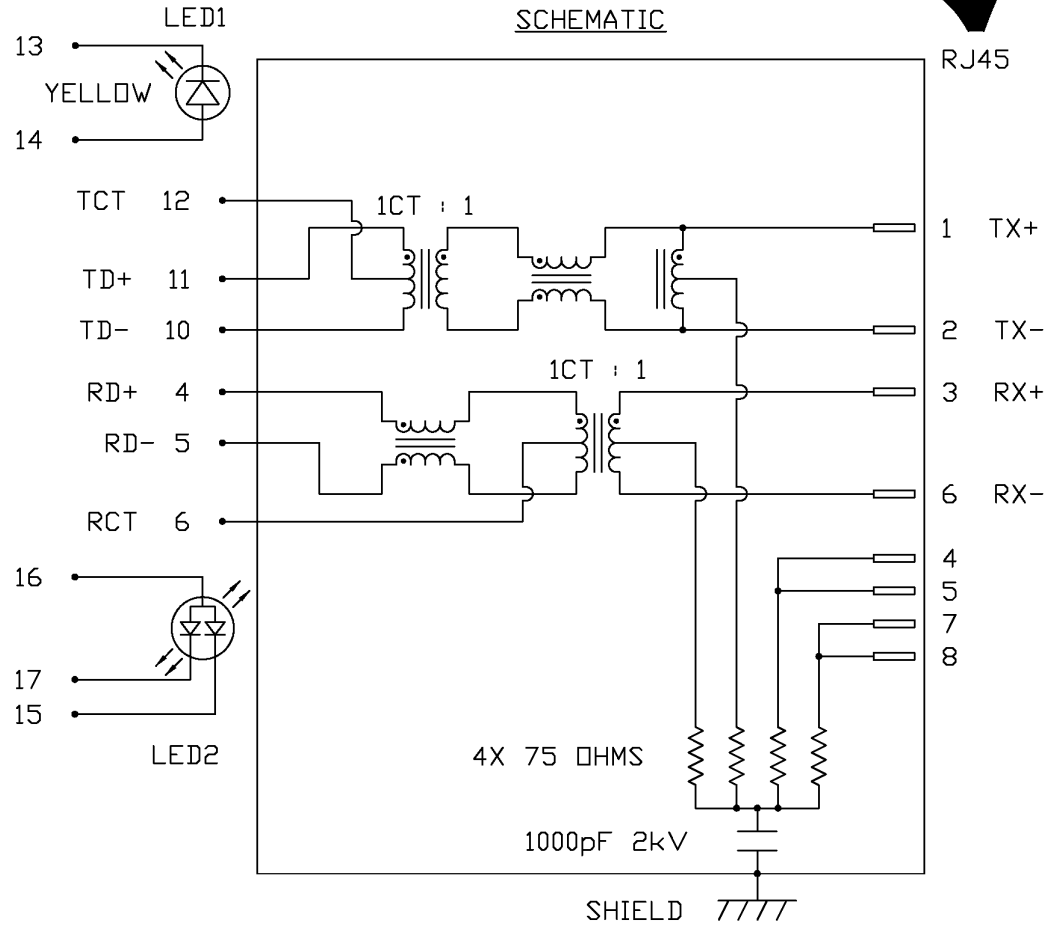 LED1
SCHEMATIC
13
RJ45
YELLOW
14
TCT 12
1CT : 1
1 TX+
TD+ 11
TD- 10
2 TX-
1CT : 1
RD+ 4
3 RX+
RD- 5
6 RX-
RCT 6
4
16
5
7
8
17
15
LED2
4X 75 OHMS
1000pF 2kV
SHIELD